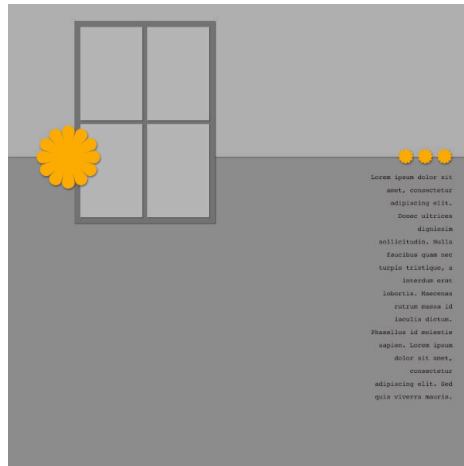 Lorem ipsum dolor sit
amet, consectetur
adipiscing elit.
Donec ultrices
dignissim
sollicitudin. Nulla
faucibus quam nec
turpis tristique, a
interdum erat
lobortis. Maecenas
rutrum massa id
iaculis dictum.
Phasellus id molestie
sapien. Lorem ipsum
dolor sit amet,
consectetur
adipiscing elit. Sed
quis viverra mauris.